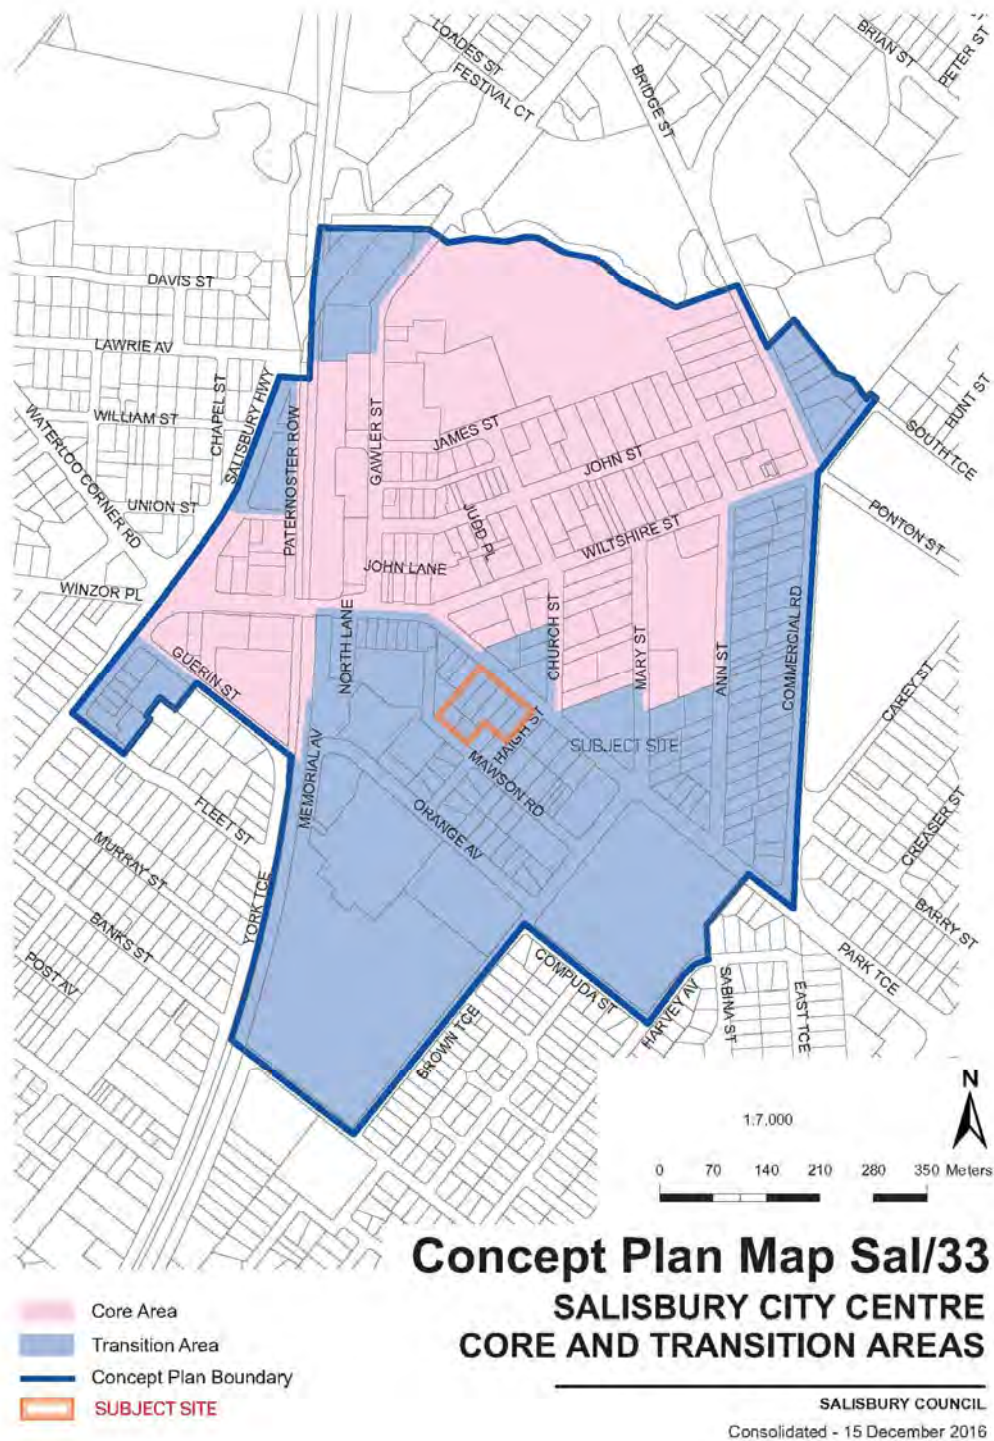 LOADES ST
FESTIVAL CT
BRIDGE ST
BRIAN ST
PETER ST
DAVIS ST
LAWRIE AV
WILLIAM ST
CHAPEL ST
SALISBURY HWY
WATERLOO CORNER RD
UNION ST
WINZOR PL
PATERNOSTER ROW
GAWLER ST
JAMES ST
JOHN ST
JUDD PL
WILTSHIRE ST
JOHN LANE
HUNT ST
SOUTH TCE
PONTON ST
NORTH LANE
CHURCH ST
MARY ST
ANN ST
COMMERCIAL RD
GUERIN ST
CAREY ST
HAIGH ST
SUBJECT SITE
MAWSON RD
MEMORIAL AV
ORANGE AV
FLEET ST
MURRAY ST
CREASER ST
BANKS ST
YORK TCE
BARRY ST
POST AV
COMPUDA ST
PARK TCE
HARVEY AV
SABINA ST
EAST TCE
BROWN TCE
N
1:7,000
0 70 140 210 280 350 Meters
Concept Plan Map Sal/33
SALISBURY CITY CENTRE
CORE AND TRANSITION AREAS
Core Area
Transition Area
Concept Plan Boundary
SUBJECT SITE
SALISBURY COUNCIL
Consolidated - 15 December 2016